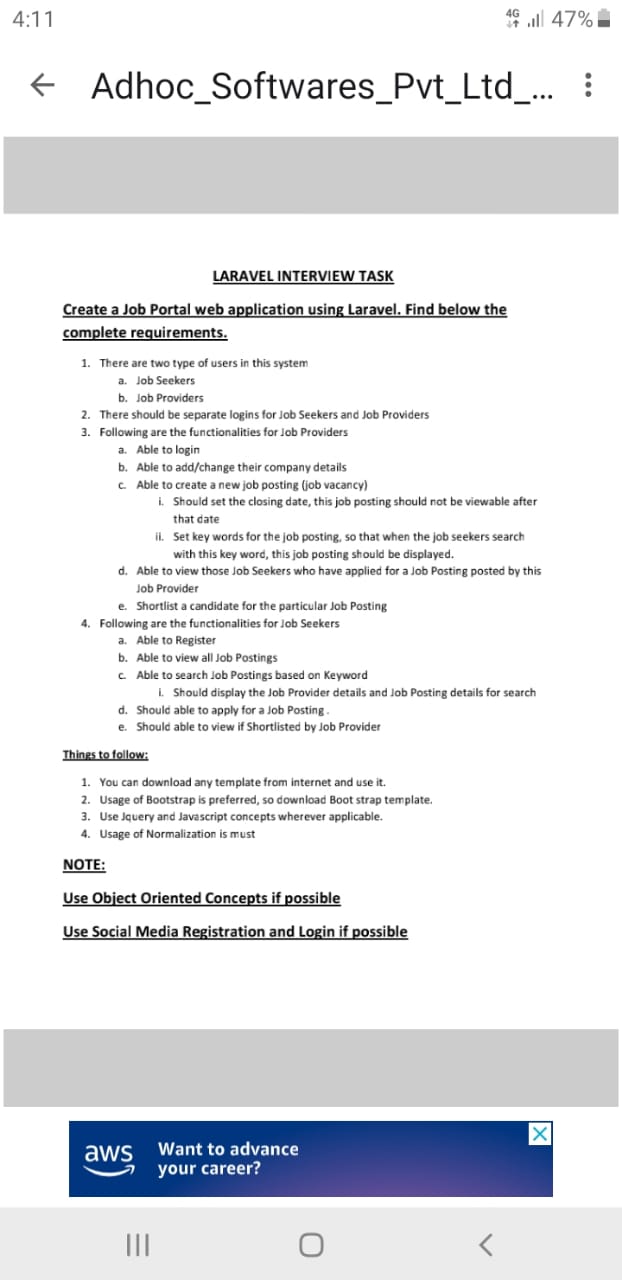 4:11
4G 47%
Adhoc_Softwares_Pvt_Ltd_...
LARAVEL INTERVIEW TASK
Create a Job Portal web application using Laravel. Find below the
complete requirements.
1. There are two type of users in this system
a. Job Seekers
b. Job Providers
2. There should be separate logins for Job Seekers and Job Providers
3. Following are the functionalities for Job Providers
a. Able to login
b. Able to add/change their company details
c. Able to create a new job posting (job vacancy)
i. Should set the closing date, this job posting should not be viewable after
that date
ii. Set key words for the job posting, so that when the job seekers search
with this key word, this job posting should be displayed.
d. Able to view those Job Seekers who have applied for a Job Posting posted by this
Job Provider
e. Shortlist a candidate for the particular Job Posting
4. Following are the functionalities for Job Seekers
a. Able to Register
b. Able to view all Job Postings
c. Able to search Job Postings based on Keyword
i. Should display the Job Provider details and Job Posting details for search
d. Should able to apply for a Job Posting.
e. Should able to view if Shortlisted by Job Provider
Things to follow:
1. You can download any template from internet and use it.
2. Usage of Bootstrap is preferred, so download Boot strap template.
3. Use Jquery and Javascript concepts wherever applicable.
4. Usage of Normalization is must
NOTE:
Use Object Oriented Concepts if possible
Use Social Media Registration and Login if possible
aws Want to advance
your career?